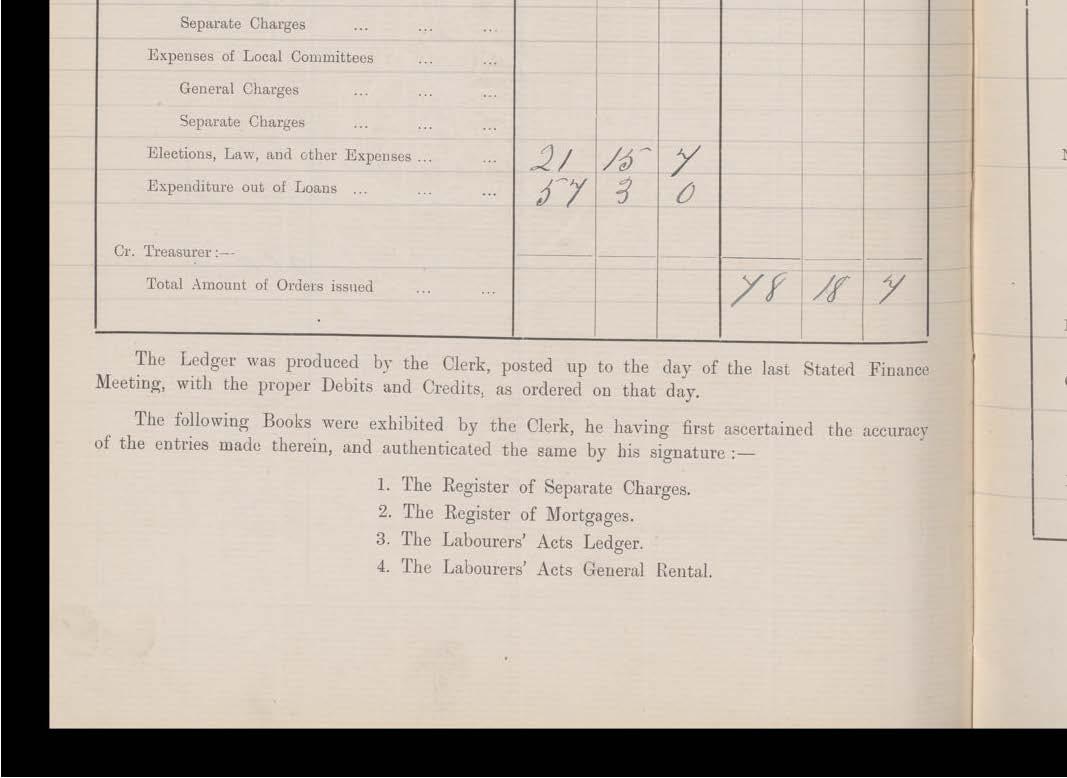 Separate Charges ... ... ...
Expenses of Local Committees ... ...
General Charges ... ... ...
Separate Charges ... ... ...
Elections, Law, and other Expenses ... ... 21 15 7
Expenditure out of Loans ... ... ... 57 3 0
Cr. Treasurer :—
Total Amount of Orders issued ... ... 78 18 7
The Ledger was produced by the Clerk, posted up to the day of the last Stated Finance
Meeting, with the proper Debits and Credits, as ordered on that day.
The following Books were exhibited by the Clerk, he having first ascertained the accuracy
of the entries made therein, and authenticated the same by his signature :—
1. The Register of Separate Charges.
2. The Register of Mortgages.
3. The Labourers' Acts Ledger.
4. The Labourers' Acts General Rental.